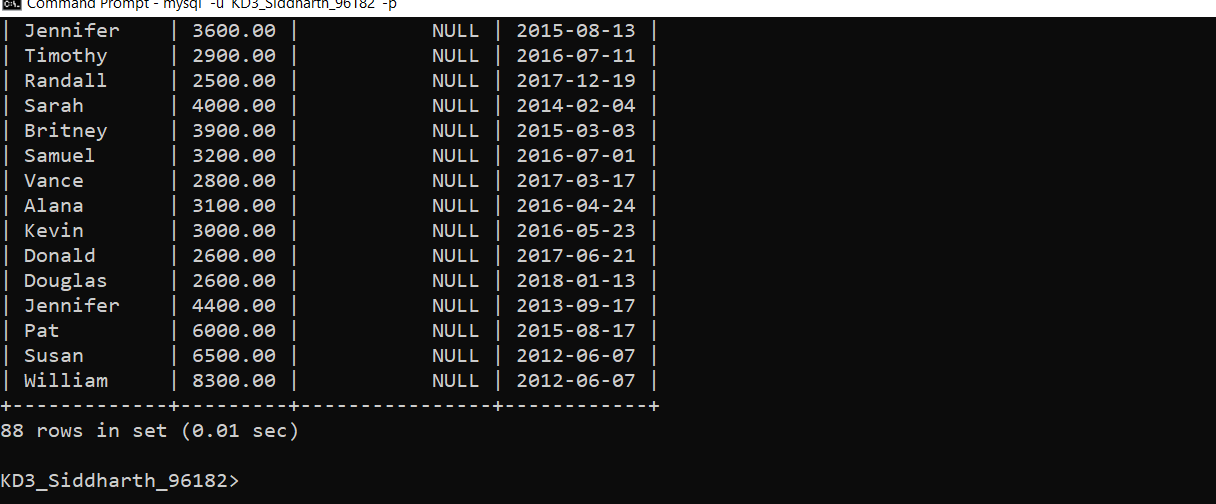 Command Prompt - mysql -u KD3_Siddharth_96182 -p
| Jennifer    | 3600.00 |           NULL | 2015-08-13 |
| Timothy     | 2900.00 |           NULL | 2016-07-11 |
| Randall     | 2500.00 |           NULL | 2017-12-19 |
| Sarah       | 4000.00 |           NULL | 2014-02-04 |
| Britney     | 3900.00 |           NULL | 2015-03-03 |
| Samuel      | 3200.00 |           NULL | 2016-07-01 |
| Vance       | 2800.00 |           NULL | 2017-03-17 |
| Alana       | 3100.00 |           NULL | 2016-04-24 |
| Kevin       | 3000.00 |           NULL | 2016-05-23 |
| Donald      | 2600.00 |           NULL | 2017-06-21 |
| Douglas     | 2600.00 |           NULL | 2018-01-13 |
| Jennifer    | 4400.00 |           NULL | 2013-09-17 |
| Pat         | 6000.00 |           NULL | 2015-08-17 |
| Susan       | 6500.00 |           NULL | 2012-06-07 |
| William     | 8300.00 |           NULL | 2012-06-07 |
+-------------+---------+----------------+------------+
88 rows in set (0.01 sec)
KD3_Siddharth_96182>